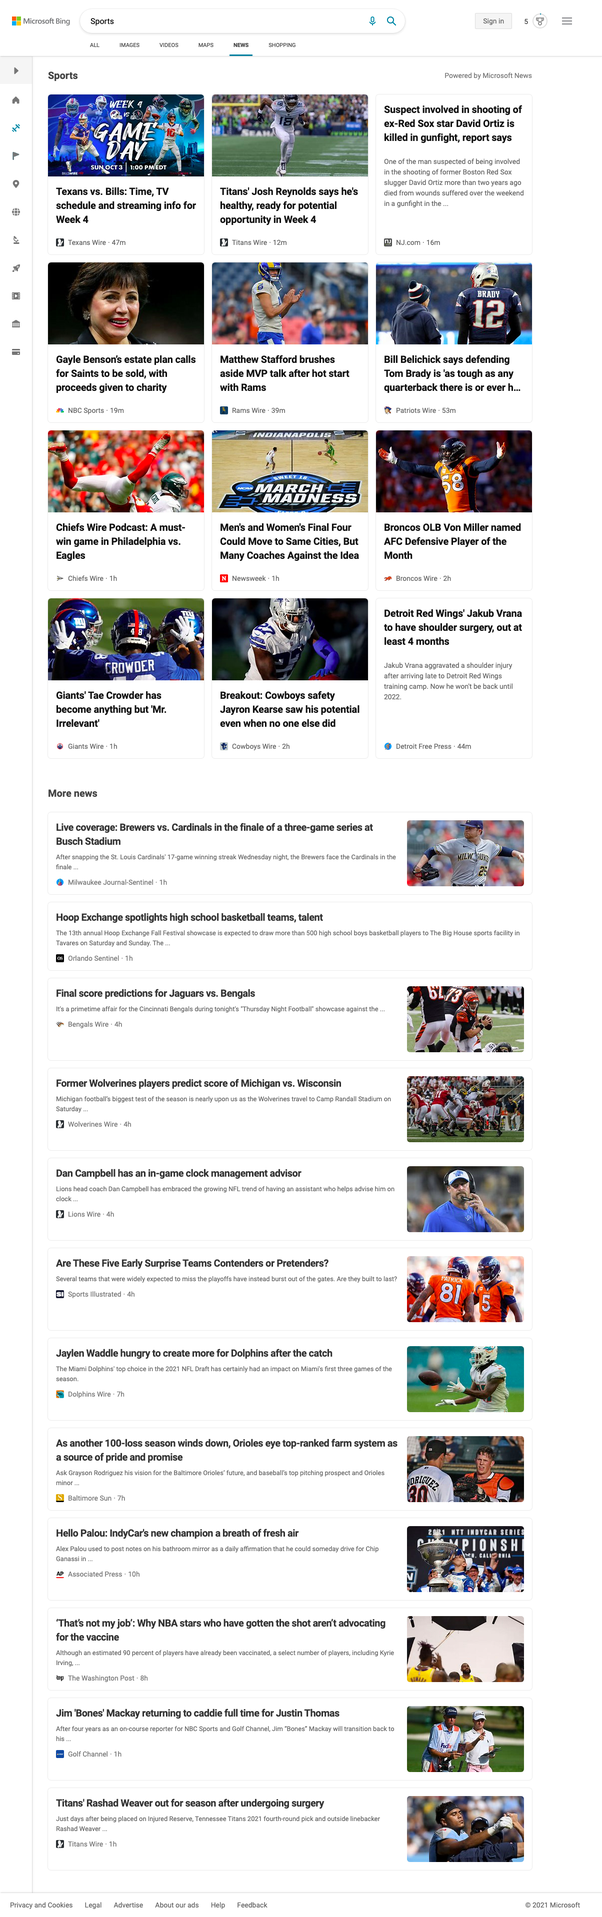 Microsoft Bing
Sports
Sign in
5
ALL
IMAGES
VIDEOS
MAPS
NEWS
SHOPPING
Sports
Powered by Microsoft News
WEEK 4
GAME
DAY
SUN OCT 3 | 1:00 PM EDT
Texans vs. Bills: Time, TV
schedule and streaming info for
Week 4
Texans Wire · 47m
18
Titans' Josh Reynolds says he's
healthy, ready for potential
opportunity in Week 4
Titans Wire · 12m
Suspect involved in shooting of
ex-Red Sox star David Ortiz is
killed in gunfight, report says
One of the man suspected of being involved
in the shooting of former Boston Red Sox
slugger David Ortiz more than two years ago
died from wounds suffered over the weekend
in a gunfight in the ...
NJ.com · 16m
Gayle Benson's estate plan calls
for Saints to be sold, with
proceeds given to charity
NBC Sports · 19m
Matthew Stafford brushes
aside MVP talk after hot start
with Rams
Rams Wire · 39m
BRADY
12
Bill Belichick says defending
Tom Brady is 'as tough as any
quarterback there is or ever h...
Patriots Wire · 53m
Chiefs Wire Podcast: A must-
win game in Philadelphia vs.
Eagles
Chiefs Wire · 1h
INDIANAPOLIS
SWEET 16
MARCH
MADNESS
Men's and Women's Final Four
Could Move to Same Cities, But
Many Coaches Against the Idea
N
Newsweek · 1h
58
Broncos OLB Von Miller named
AFC Defensive Player of the
Month
Broncos Wire · 2h
CROWDER
Giants' Tae Crowder has
become anything but 'Mr.
Irrelevant'
Giants Wire · 1h
Breakout: Cowboys safety
Jayron Kearse saw his potential
even when no one else did
Cowboys Wire · 2h
Detroit Red Wings' Jakub Vrana
to have shoulder surgery, out at
least 4 months
Jakub Vrana aggravated a shoulder injury
after arriving late to Detroit Red Wings
training camp. Now he won't be back until
2022.
Detroit Free Press · 44m
More news
Live coverage: Brewers vs. Cardinals in the finale of a three-game series at
Busch Stadium
After snapping the St. Louis Cardinals' 17-game winning streak Wednesday night, the Brewers face the Cardinals in the
finale ...
Milwaukee Journal-Sentinel · 1h
Hoop Exchange spotlights high school basketball teams, talent
The 13th annual Hoop Exchange Fall Festival showcase is expected to draw more than 500 high school boys basketball players to The Big House sports facility in
Tavares on Saturday and Sunday. The ...
OS
Orlando Sentinel · 1h
Final score predictions for Jaguars vs. Bengals
It's a primetime affair for the Cincinnati Bengals during tonight's "Thursday Night Football" showcase against the ...
Bengals Wire · 4h
73
Former Wolverines players predict score of Michigan vs. Wisconsin
Michigan football's biggest test of the season is nearly upon us as the Wolverines travel to Camp Randall Stadium on
Saturday ...
Wolverines Wire · 4h
Dan Campbell has an in-game clock management advisor
Lions head coach Dan Campbell has embraced the growing NFL trend of having an assistant who helps advise him on
clock ...
Lions Wire · 4h
Are These Five Early Surprise Teams Contenders or Pretenders?
Several teams that were widely expected to miss the playoffs have instead burst out of the gates. Are they built to last?
SI
Sports Illustrated · 4h
PATRICK
81
5
Jaylen Waddle hungry to create more for Dolphins after the catch
The Miami Dolphins' top choice in the 2021 NFL Draft has certainly had an impact on Miami's first three games of the
season.
Dolphins Wire · 7h
As another 100-loss season winds down, Orioles eye top-ranked farm system as
a source of pride and promise
Ask Grayson Rodriguez his vision for the Baltimore Orioles' future, and baseball's top pitching prospect and Orioles
minor ...
Baltimore Sun · 7h
RODRIGUEZ
30
Hello Palou: IndyCar's new champion a breath of fresh air
Alex Palou used to post notes on his bathroom mirror as a daily affirmation that he could someday drive for Chip
Ganassi in ...
AP
Associated Press · 10h
2021 NTT INDYCAR SERIES
'That's not my job': Why NBA stars who have gotten the shot aren't advocating
for the vaccine
Although an estimated 90 percent of players have already been vaccinated, a select number of players, including Kyrie
Irving, ...
wp
The Washington Post · 8h
Jim 'Bones' Mackay returning to caddie full time for Justin Thomas
After four years as an on-course reporter for NBC Sports and Golf Channel, Jim "Bones" Mackay will transition back to
his ...
Golf Channel · 1h
Titans' Rashad Weaver out for season after undergoing surgery
Just days after being placed on Injured Reserve, Tennessee Titans 2021 fourth-round pick and outside linebacker
Rashad Weaver ...
Titans Wire · 1h
Privacy and Cookies
Legal
Advertise
About our ads
Help
Feedback
© 2021 Microsoft